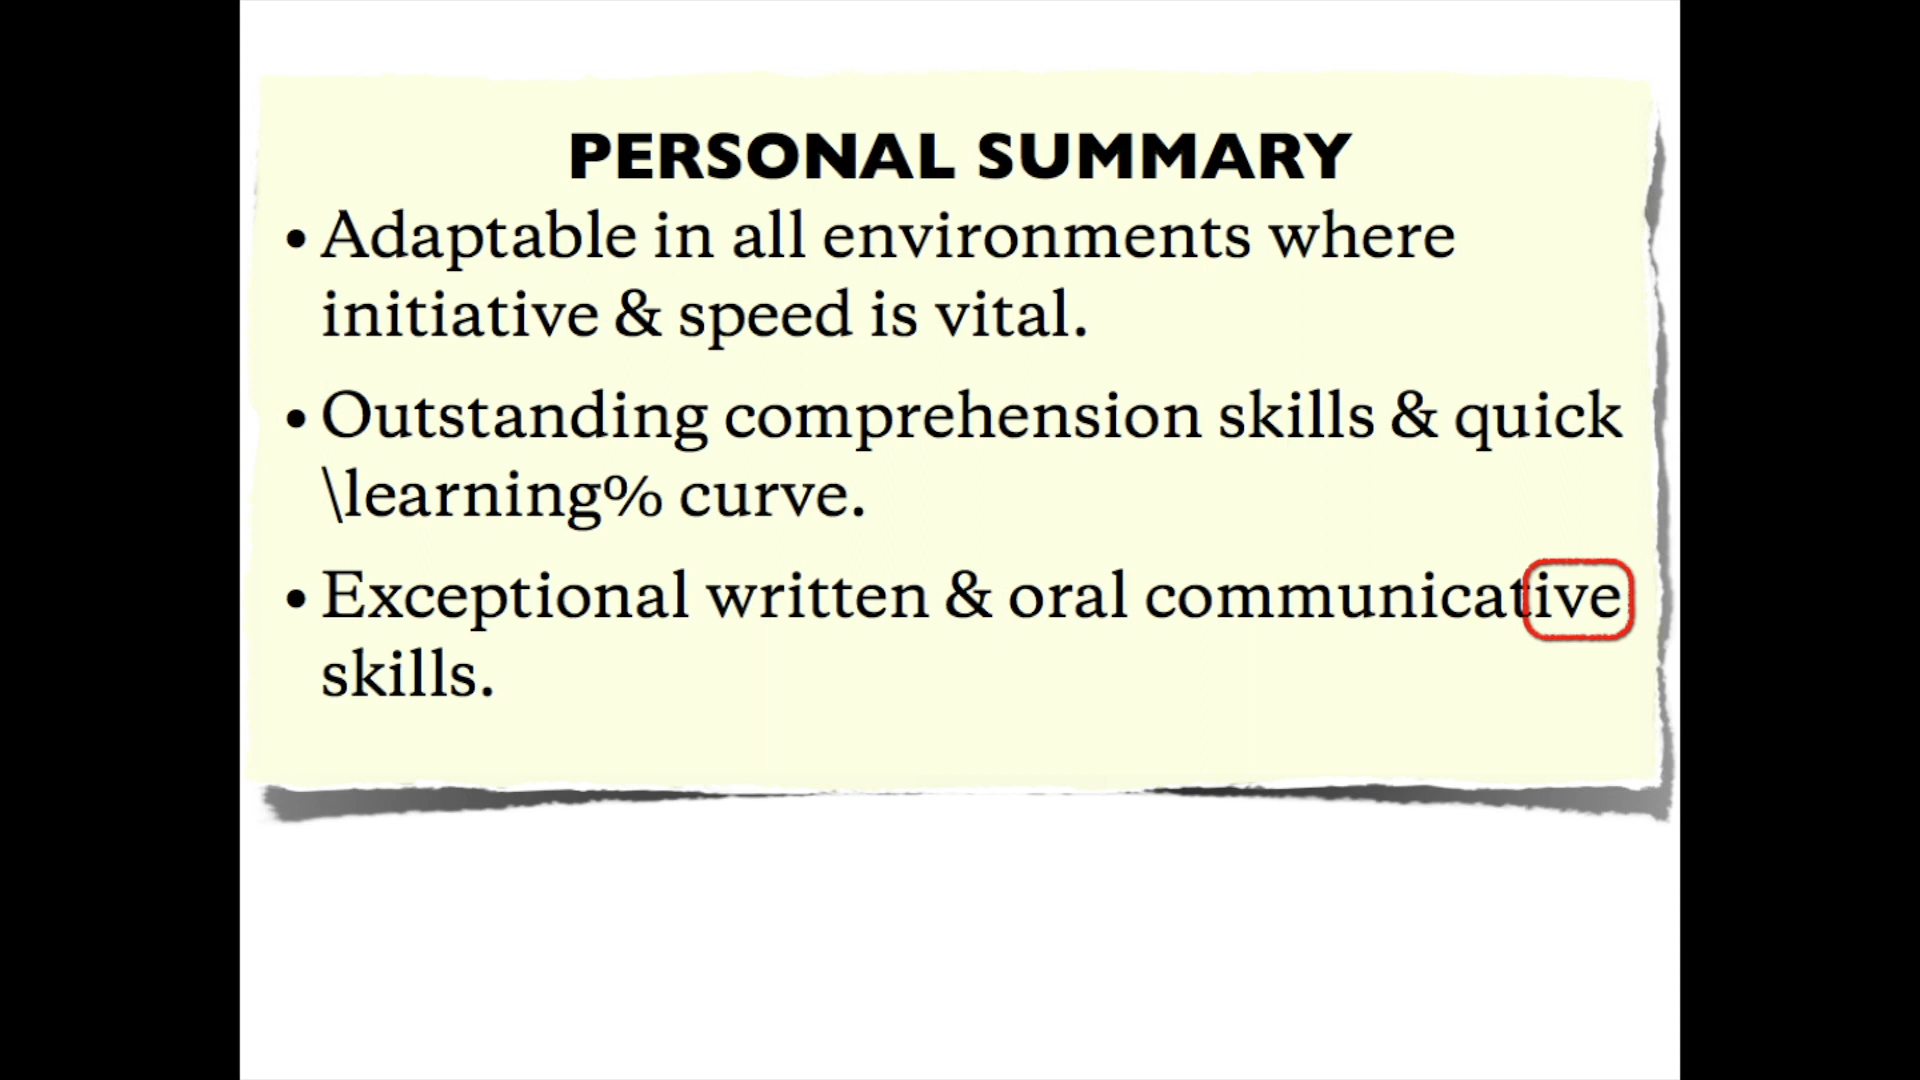 PERSONAL SUMMARY
• Adaptable in all environments where
initiative & speed is vital.
• Outstanding comprehension skills & quick
\learning% curve.
• Exceptional written & oral communicative
skills.